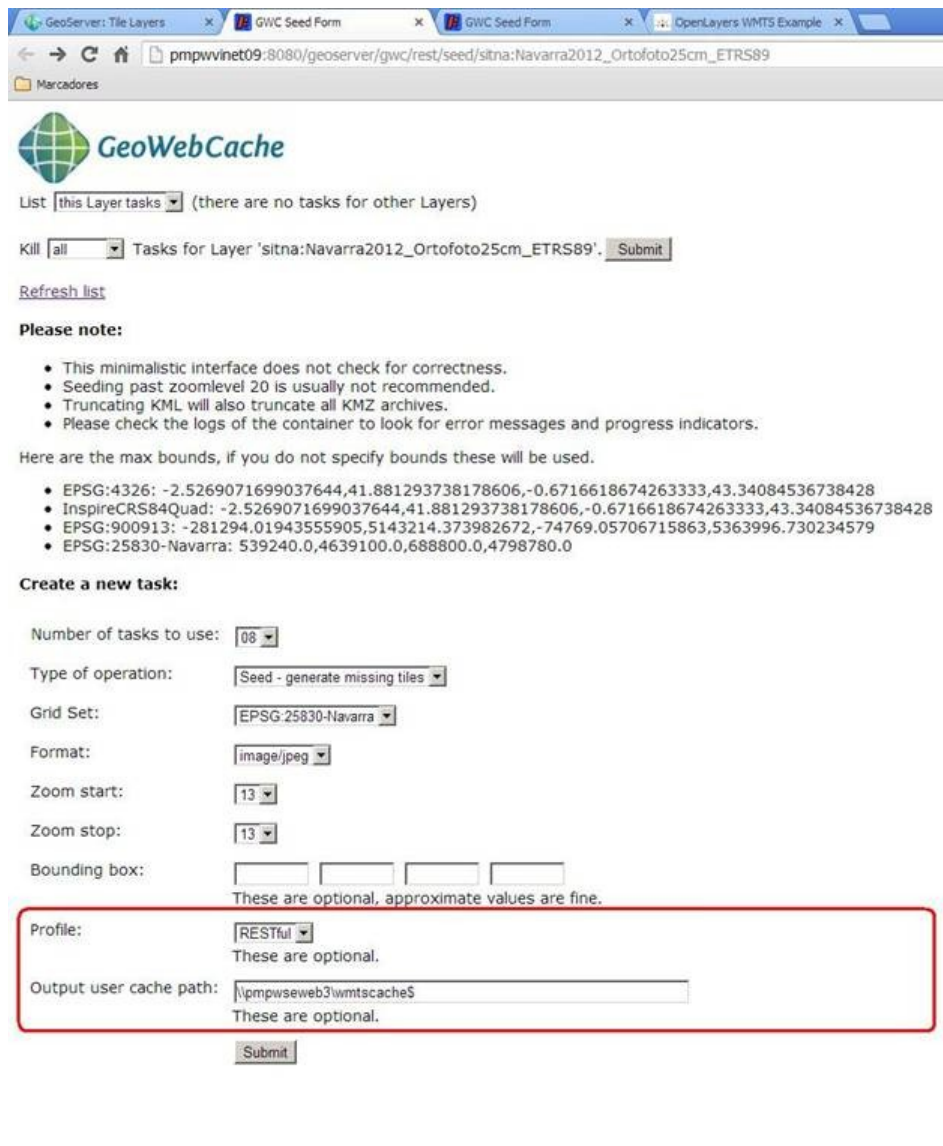 GeoServer: Tile Layers
GWC Seed Form
GWC Seed Form
OpenLayers WMTS Example
pmpwvinet09:8080/geoserver/gwc/rest/seed/sitna:Navarra2012_Ortofoto25cm_ETRS89
Marcadores
GeoWebCache
List this Layer tasks (there are no tasks for other Layers)
Kill all Tasks for Layer 'sitna:Navarra2012_Ortofoto25cm_ETRS89'. Submit
Refresh list
Please note:
• This minimalistic interface does not check for correctness.
• Seeding past zoomlevel 20 is usually not recommended.
• Truncating KML will also truncate all KMZ archives.
• Please check the logs of the container to look for error messages and progress indicators.
Here are the max bounds, if you do not specify bounds these will be used.
• EPSG:4326: -2.5269071699037644,41.881293738178606,-0.6716618674263333,43.34084536738428
• InspireCRS84Quad: -2.5269071699037644,41.881293738178606,-0.6716618674263333,43.34084536738428
• EPSG:900913: -281294.01943555905,5143214.373982672,-74769.05706715863,5363996.730234579
• EPSG:25830-Navarra: 539240.0,4639100.0,688800.0,4798780.0
Create a new task:
Number of tasks to use: 08
Type of operation: Seed - generate missing tiles
Grid Set: EPSG:25830-Navarra
Format: image/jpeg
Zoom start: 13
Zoom stop: 13
Bounding box:
These are optional, approximate values are fine.
Profile: RESTful
These are optional.
Output user cache path: \\pmpwseweb3\wmtscache$
These are optional.
Submit